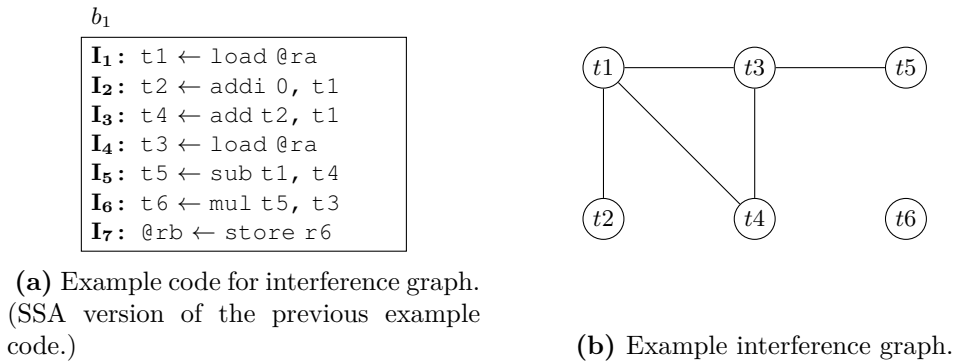 b1
I1: t1 ← load @ra
I2: t2 ← addi 0, t1
I3: t4 ← add t2, t1
I4: t3 ← load @ra
I5: t5 ← sub t1, t4
I6: t6 ← mul t5, t3
I7: @rb ← store r6
(a) Example code for interference graph.
(SSA version of the previous example
code.)
t1 t3 t5
t2 t4 t6
(b) Example interference graph.